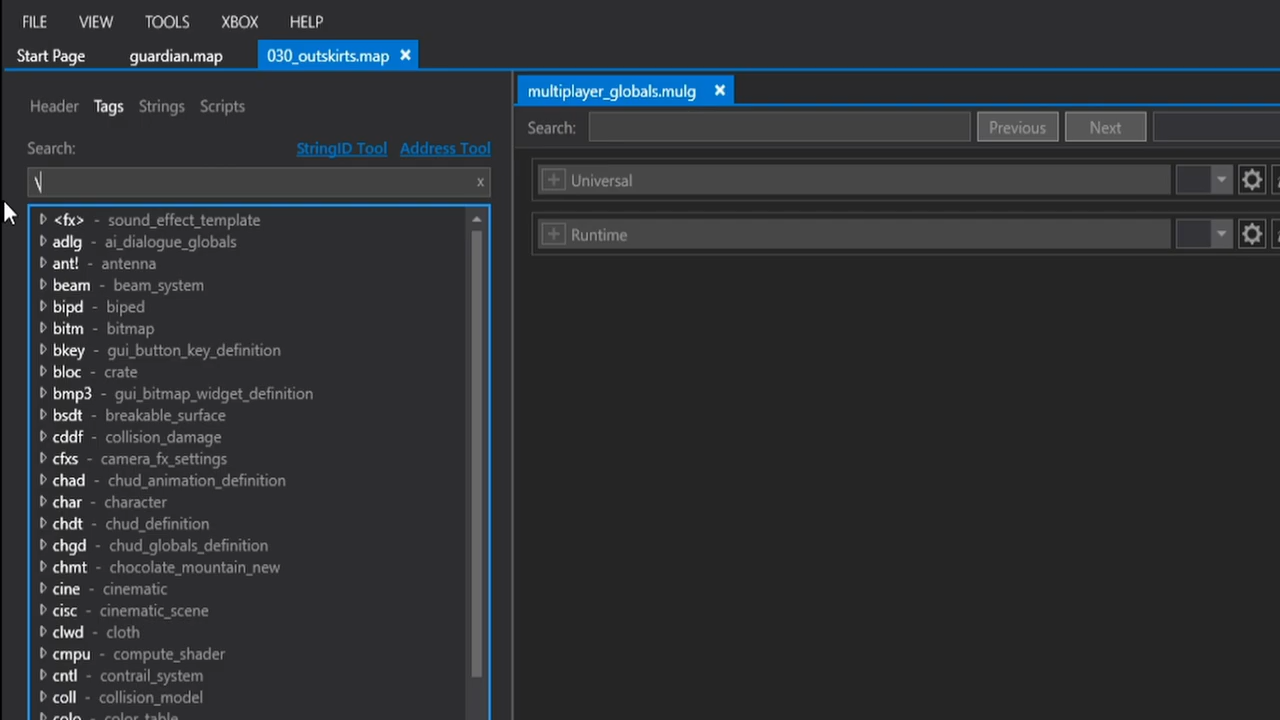 FILE VIEW TOOLS XBOX HELP
Start Page guardian.map 030_outskirts.map ×
multiplayer_globals.mulg ×
Header Tags Strings Scripts
Search: Previous Next
Search: StringID Tool Address Tool
\ x
Universal
Runtime
<fx> - sound_effect_template
adlg - ai_dialogue_globals
ant! - antenna
beam - beam_system
bipd - biped
bitm - bitmap
bkey - gui_button_key_definition
bloc - crate
bmp3 - gui_bitmap_widget_definition
bsdt - breakable_surface
cddf - collision_damage
cfxs - camera_fx_settings
chad - chud_animation_definition
char - character
chdt - chud_definition
chgd - chud_globals_definition
chmt - chocolate_mountain_new
cine - cinematic
cisc - cinematic_scene
clwd - cloth
cmpu - compute_shader
cntl - contrail_system
coll - collision_model
colo - color_table